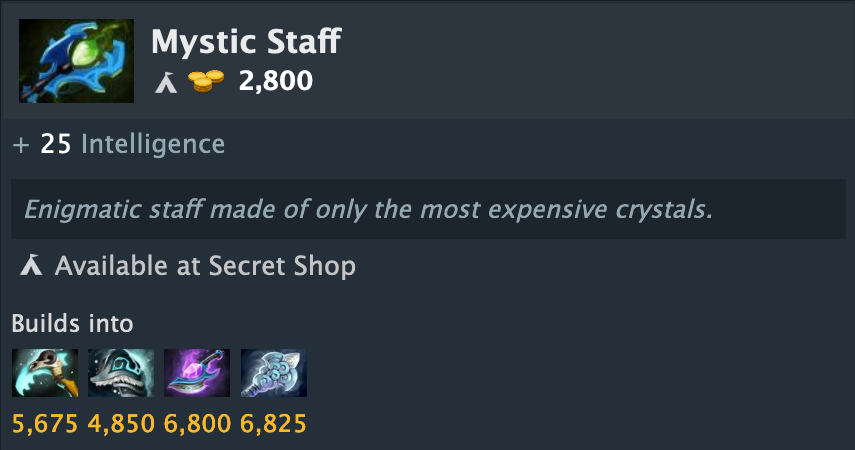 Mystic Staff
2,800
+ 25 Intelligence
Enigmatic staff made of only the most expensive crystals.
Available at Secret Shop
Builds into
5,675 4,850 6,800 6,825